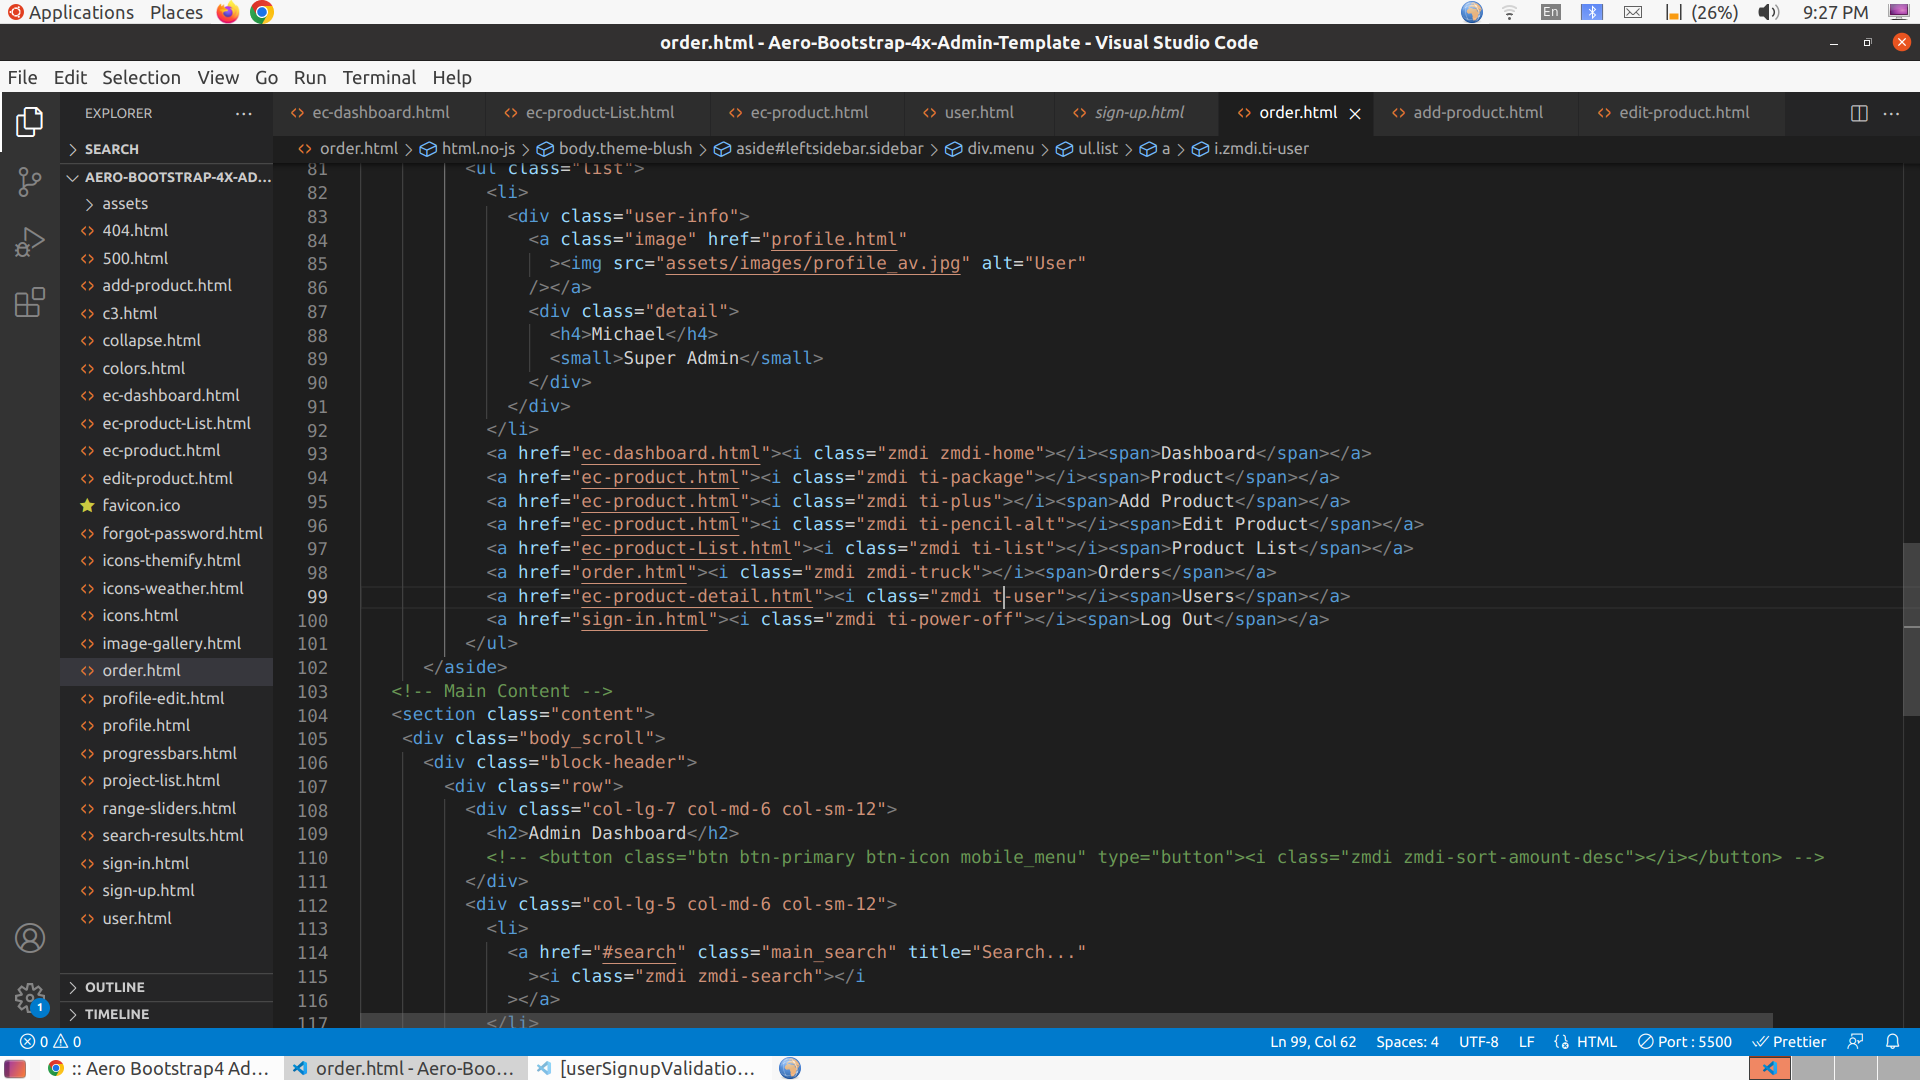 Applications Places En (26%) 9:27 PM
order.html - Aero-Bootstrap-4x-Admin-Template - Visual Studio Code
File Edit Selection View Go Run Terminal Help
EXPLORER ···
ec-dashboard.html ec-product-List.html ec-product.html user.html sign-up.html order.html add-product.html edit-product.html
order.html > html.no-js > body.theme-blush > aside#leftsidebar.sidebar > div.menu > ul.list > a > i.zmdi.ti-user
SEARCH
AERO-BOOTSTRAP-4X-AD...
assets
404.html
500.html
add-product.html
c3.html
collapse.html
colors.html
ec-dashboard.html
ec-product-List.html
ec-product.html
edit-product.html
favicon.ico
forgot-password.html
icons-themify.html
icons-weather.html
icons.html
image-gallery.html
order.html
profile-edit.html
profile.html
progressbars.html
project-list.html
range-sliders.html
search-results.html
sign-in.html
sign-up.html
user.html
OUTLINE
TIMELINE
1
81 <ul class="list">
82 <li>
83 <div class="user-info">
84 <a class="image" href="profile.html"
85 ><img src="assets/images/profile_av.jpg" alt="User"
86 /></a>
87 <div class="detail">
88 <h4>Michael</h4>
89 <small>Super Admin</small>
90 </div>
91 </div>
92 </li>
93 <a href="ec-dashboard.html"><i class="zmdi zmdi-home"></i><span>Dashboard</span></a>
94 <a href="ec-product.html"><i class="zmdi ti-package"></i><span>Product</span></a>
95 <a href="ec-product.html"><i class="zmdi ti-plus"></i><span>Add Product</span></a>
96 <a href="ec-product.html"><i class="zmdi ti-pencil-alt"></i><span>Edit Product</span></a>
97 <a href="ec-product-List.html"><i class="zmdi ti-list"></i><span>Product List</span></a>
98 <a href="order.html"><i class="zmdi zmdi-truck"></i><span>Orders</span></a>
99 <a href="ec-product-detail.html"><i class="zmdi ti-user"></i><span>Users</span></a>
100 <a href="sign-in.html"><i class="zmdi ti-power-off"></i><span>Log Out</span></a>
101 </ul>
102 </aside>
103 <!-- Main Content -->
104 <section class="content">
105 <div class="body_scroll">
106 <div class="block-header">
107 <div class="row">
108 <div class="col-lg-7 col-md-6 col-sm-12">
109 <h2>Admin Dashboard</h2>
110 <!-- <button class="btn btn-primary btn-icon mobile_menu" type="button"><i class="zmdi zmdi-sort-amount-desc"></i></button> -->
111 </div>
112 <div class="col-lg-5 col-md-6 col-sm-12">
113 <li>
114 <a href="#search" class="main_search" title="Search..."
115 ><i class="zmdi zmdi-search"></i
116 ></a>
117 </li>
0 0 Ln 99, Col 62 Spaces: 4 UTF-8 LF HTML Port : 5500 Prettier
:: Aero Bootstrap4 Ad... order.html - Aero-Boo... [userSignupValidatio...